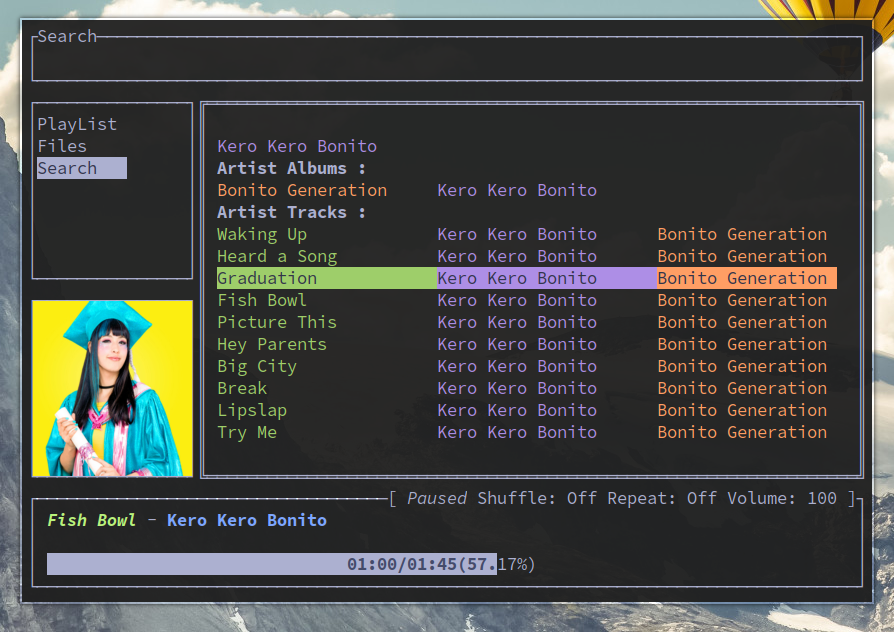 Search
PlayList
Files
Search
Kero Kero Bonito
Artist Albums :
Bonito Generation Kero Kero Bonito
Artist Tracks :
Waking Up Kero Kero Bonito Bonito Generation
Heard a Song Kero Kero Bonito Bonito Generation
Graduation Kero Kero Bonito Bonito Generation
Fish Bowl Kero Kero Bonito Bonito Generation
Picture This Kero Kero Bonito Bonito Generation
Hey Parents Kero Kero Bonito Bonito Generation
Big City Kero Kero Bonito Bonito Generation
Break Kero Kero Bonito Bonito Generation
Lipslap Kero Kero Bonito Bonito Generation
Try Me Kero Kero Bonito Bonito Generation
[ Paused Shuffle: Off Repeat: Off Volume: 100 ]
Fish Bowl - Kero Kero Bonito
01:00/01:45(57.17%)